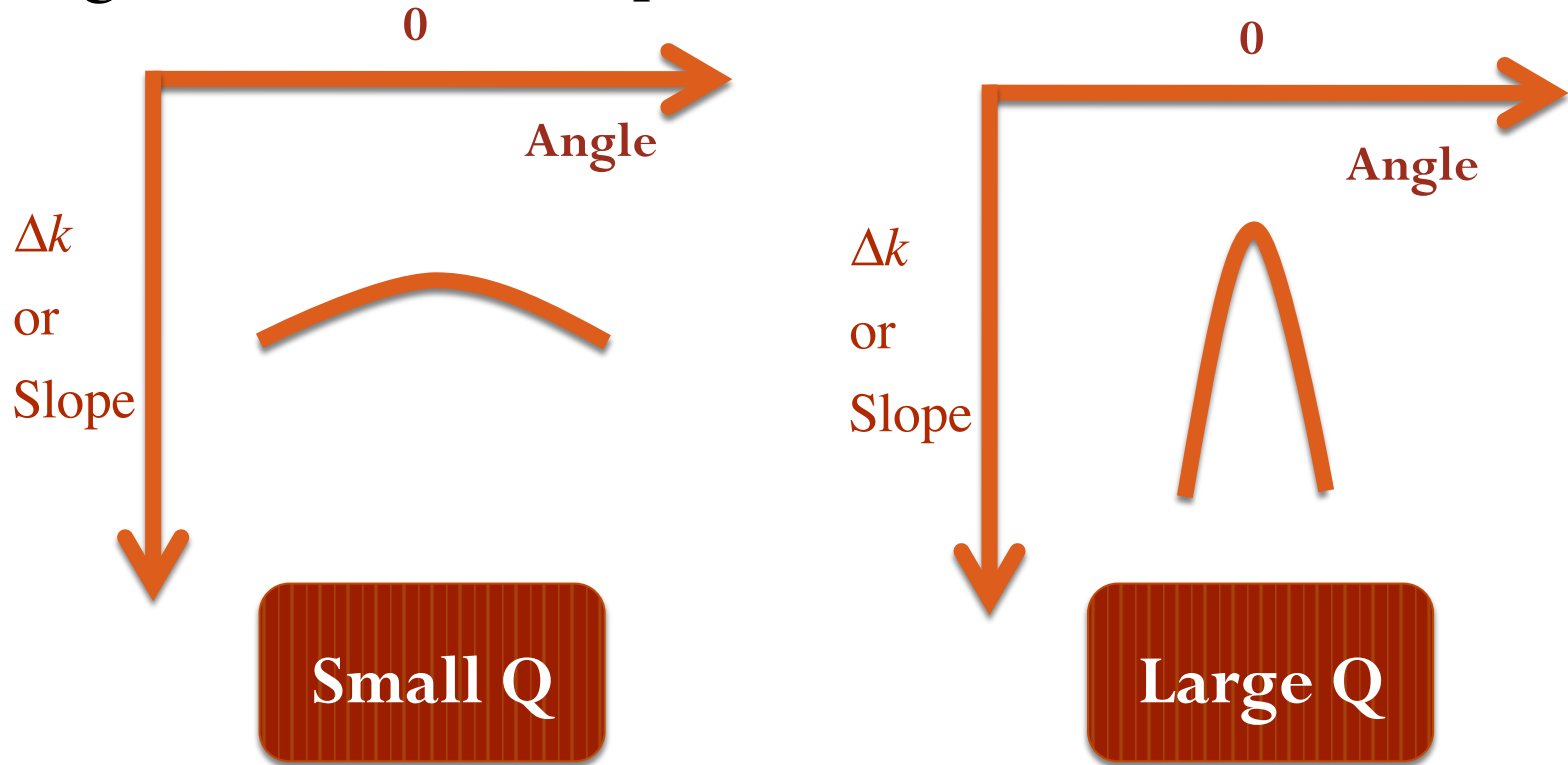 0
Angle
Δk
or
Slope
Small Q
0
Angle
Δk
or
Slope
Large Q